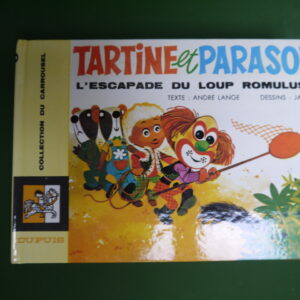 TARTINE et PARASO
L'ESCAPADE DU LOUP ROMULUS
TEXTE : ANDRÉ LANGE DESSINS : JA
COLLECTION DU CARROUSEL
DUPUIS